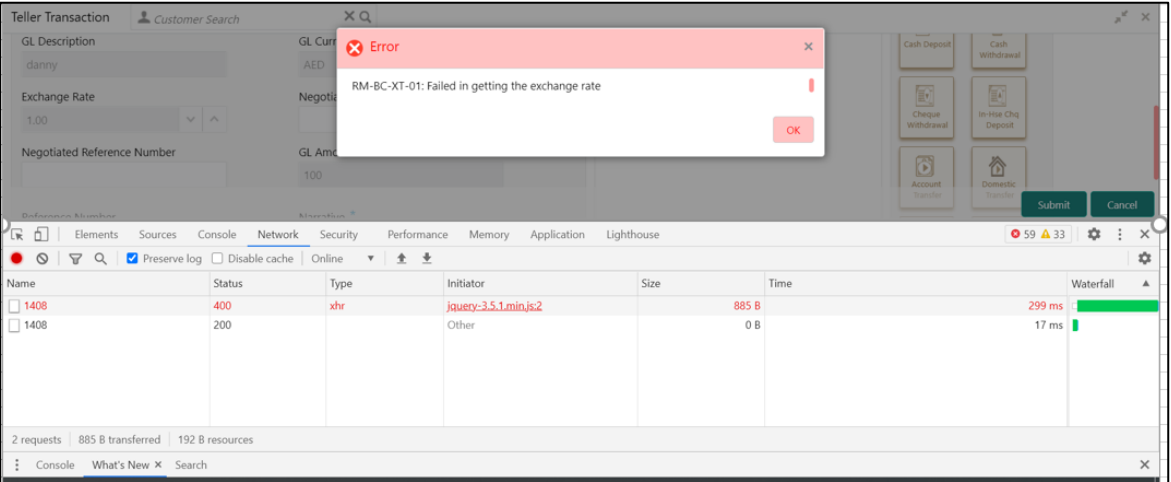 Teller Transaction
Customer Search
GL Description
GL Curr
Cash Deposit
Cash
Withdrawal
danny
AED
Error
RM-BC-XT-01: Failed in getting the exchange rate
OK
Exchange Rate
Negotia
1.00
Cheque
Withdrawal
In-Hse Chq
Deposit
Negotiated Reference Number
GL Amo
100
Account
Transfer
Domestic
Transfer
Reference Number
Narrative *
Submit
Cancel
Elements Sources Console Network Security Performance Memory Application Lighthouse 59 33
Preserve log Disable cache Online
Name Status Type Initiator Size Time Waterfall
1408 400 xhr jquery-3.5.1.min.js:2 885 B 299 ms
1408 200 Other 0 B 17 ms
2 requests 885 B transferred 192 B resources
Console What's New × Search